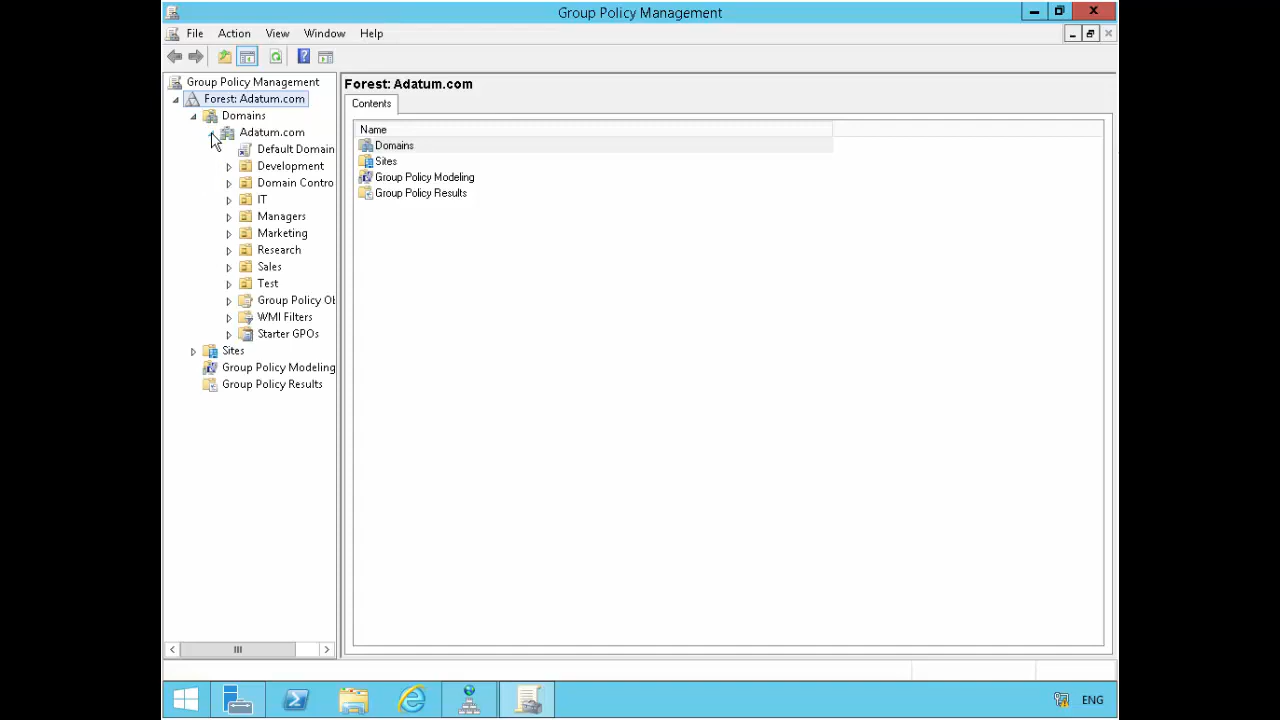 Group Policy Management
File Action View Window Help
Group Policy Management
Forest: Adatum.com
Domains
Adatum.com
Default Domain
Development
Domain Contro
IT
Managers
Marketing
Research
Sales
Test
Group Policy Ob
WMI Filters
Starter GPOs
Sites
Group Policy Modeling
Group Policy Results
Forest: Adatum.com
Contents
Name
Domains
Sites
Group Policy Modeling
Group Policy Results
ENG